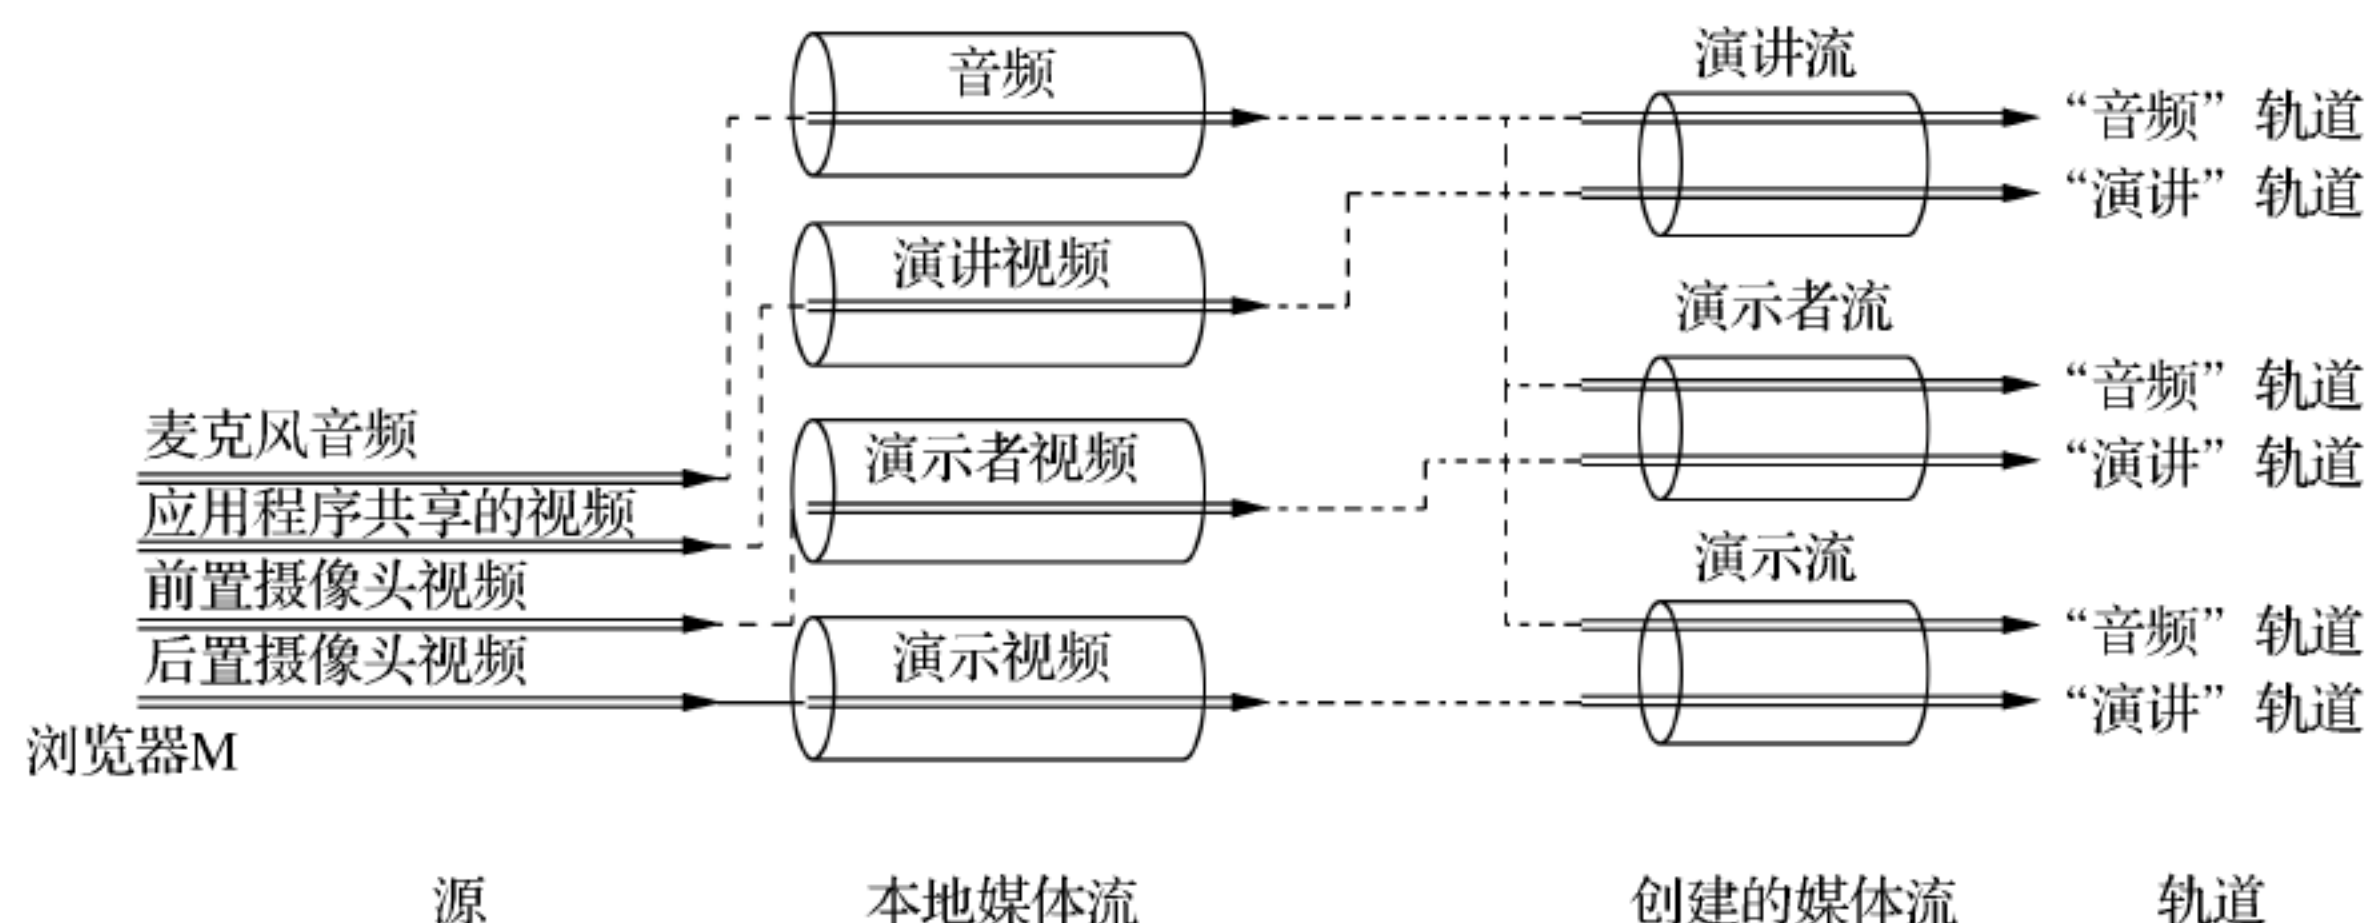 麦克风音频
应用程序共享的视频
前置摄像头视频
后置摄像头视频
浏览器M
源
音频
演讲视频
演示者视频
演示视频
本地媒体流
演讲流
演示者流
演示流
创建的媒体流
“音频”轨道
“演讲”轨道
“音频”轨道
“演讲”轨道
“音频”轨道
“演讲”轨道
轨道